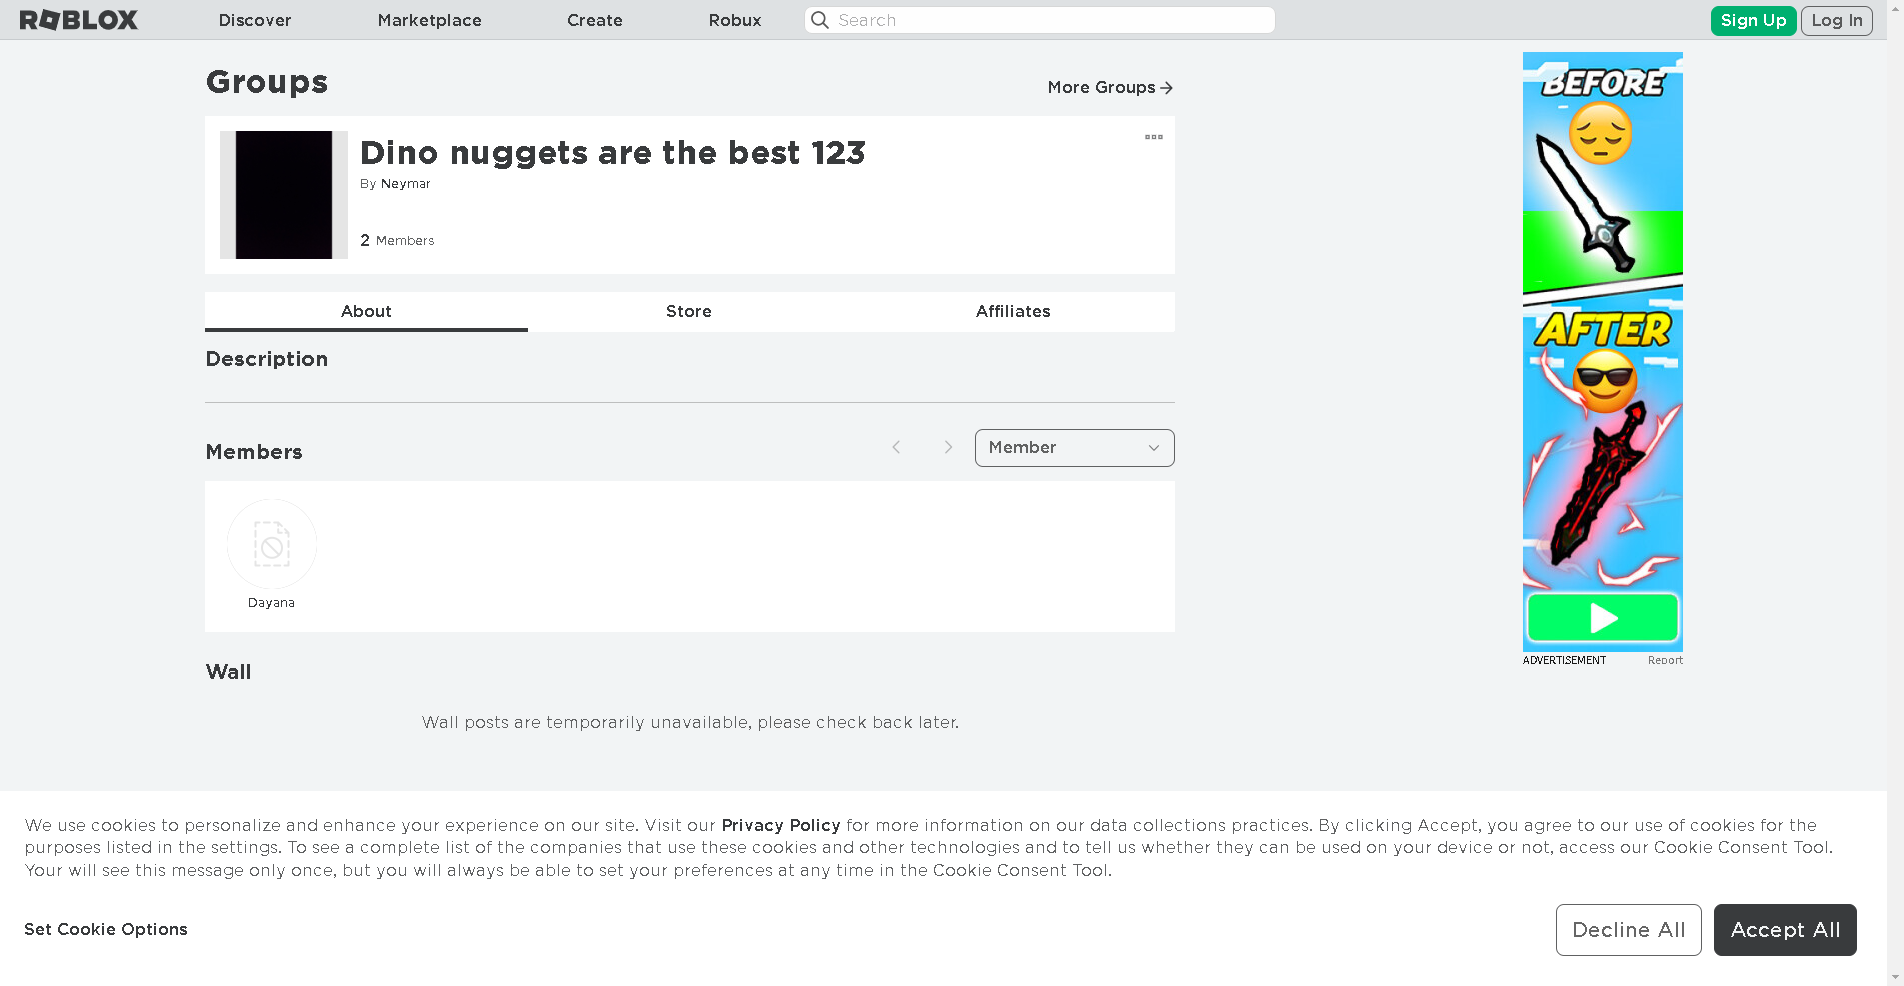 ROBLOX
Discover
Marketplace
Create
Robux
Search
Sign Up
Log In
Groups
More Groups
Dino nuggets are the best 123
By Neymar
2 Members
About
Store
Affiliates
Description
Members
Member
Dayana
Wall
Wall posts are temporarily unavailable, please check back later.
BEFORE
AFTER
ADVERTISEMENT
Report
We use cookies to personalize and enhance your experience on our site. Visit our Privacy Policy for more information on our data collections practices. By clicking Accept, you agree to our use of cookies for the
purposes listed in the settings. To see a complete list of the companies that use these cookies and other technologies and to tell us whether they can be used on your device or not, access our Cookie Consent Tool.
Your will see this message only once, but you will always be able to set your preferences at any time in the Cookie Consent Tool.
Set Cookie Options
Decline All
Accept All